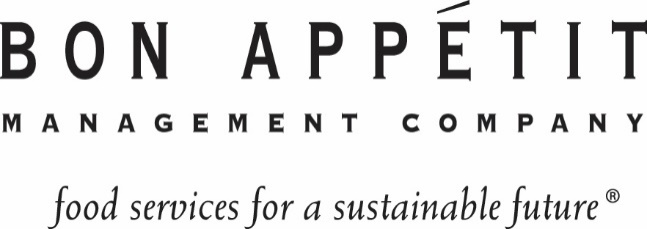 BON APPÉTIT
MANAGEMENT COMPANY
food services for a sustainable future®